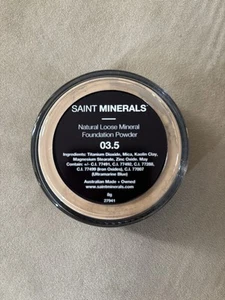 SAINT MINERALS
Natural Loose Mineral
Foundation Powder
03.5
Ingredients: Titanium Dioxide, Mica, Kaolin Clay,
Magnesium Stearate, Zinc Oxide. May
Contain +/- C.I. 77491, C.I. 77492, C.I. 77288,
C.I. 77499 (Iron Oxides), C.I. 77007
(Ultramarine Blue)
Australian Made + Owned
www.saintminerals.com
8g
27941